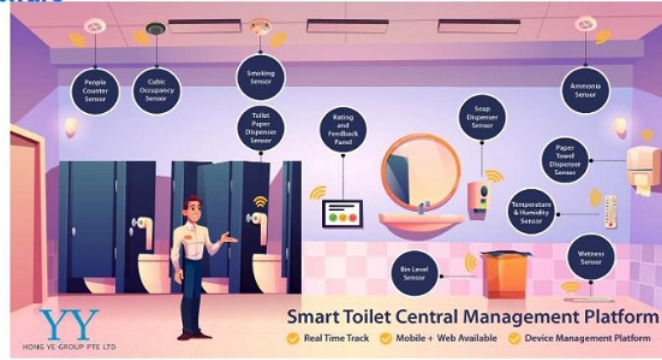 People
Counter
Sensor
Cubic
Occupancy
Sensor
Smoking
Sensor
Ammonia
Sensor
Toilet
Paper
Dispenser
Sensor
Rating
and
Feedback
Panel
Soap
Dispenser
Sensor
Paper
Towel
Dispenser
Sensor
Temperature
& Humidity
Sensor
Bin Level
Sensor
Wetness
Sensor
YY
HONG YE GROUP PTE LTD
Smart Toilet Central Management Platform
Real Time Track
Mobile + Web Available
Device Management Platform